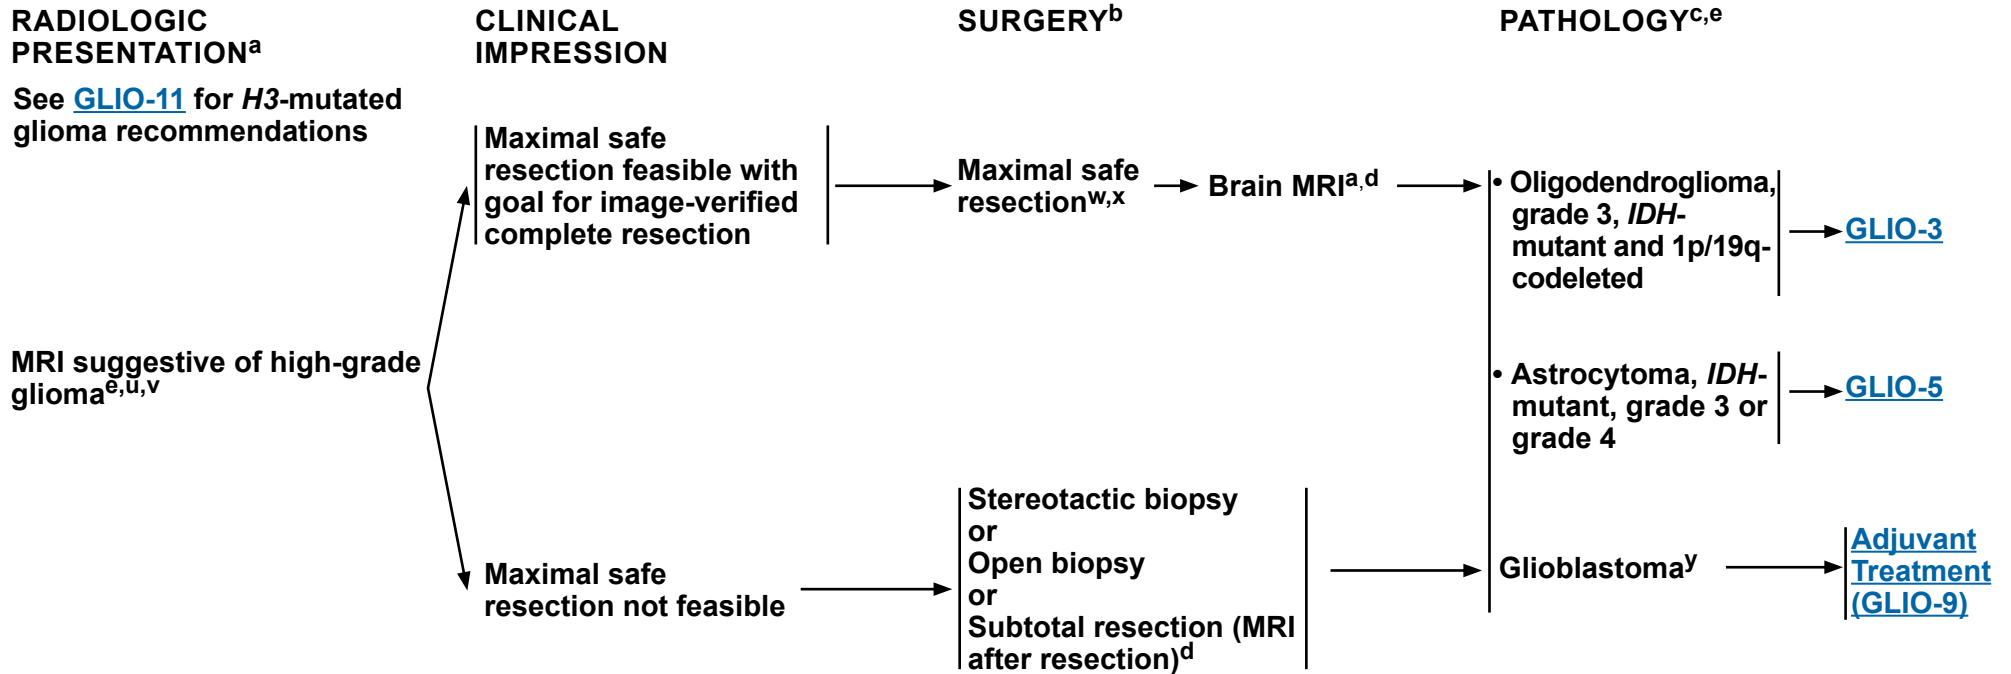 RADIOLOGIC
PRESENTATIONa
CLINICAL
IMPRESSION
SURGERYb
PATHOLOGYc,e
See GLIO-11 for H3-mutated
glioma recommendations
MRI suggestive of high-grade
gliomae,u,v
Maximal safe
resection feasible with
goal for image-verified
complete resection
Maximal safe
resectionw,x
Brain MRIa,d
• Oligodendroglioma,
grade 3, IDH-
mutant and 1p/19q-
codeleted
GLIO-3
• Astrocytoma, IDH-
mutant, grade 3 or
grade 4
GLIO-5
Maximal safe
resection not feasible
Stereotactic biopsy
or
Open biopsy
or
Subtotal resection (MRI
after resection)d
Glioblastomay
Adjuvant
Treatment
(GLIO-9)